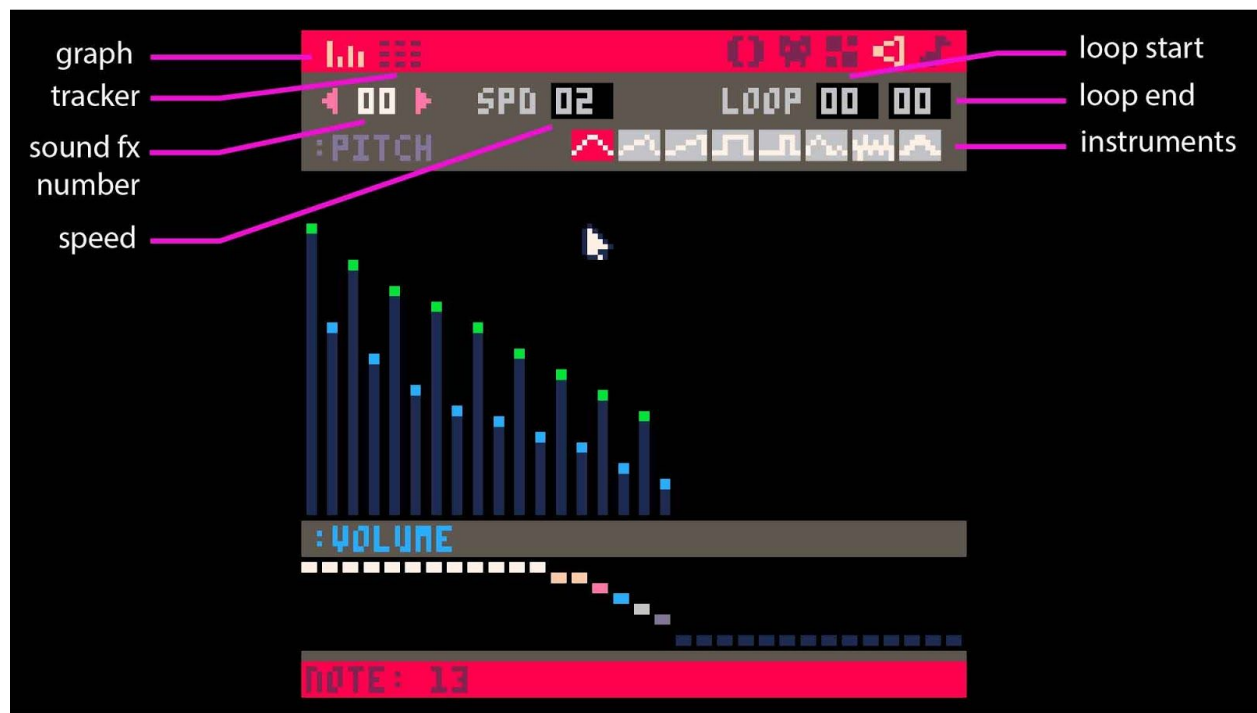 graph
tracker
sound fx
number
speed
loop start
loop end
instruments
00 SPD 02 LOOP 00 00
:PITCH
:VOLUME
NOTE: 13